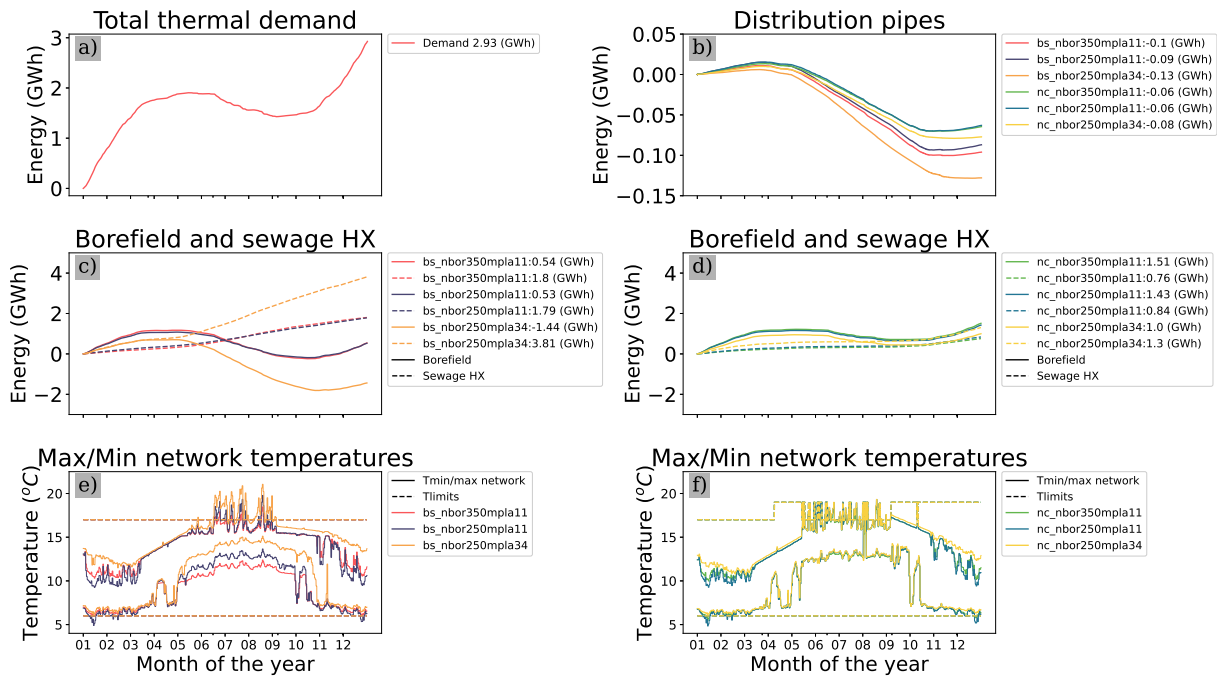 Total thermal demand
a)
Energy (GWh)
3
2
1
0
Demand 2.93 (GWh)
Distribution pipes
b)
Energy (GWh)
0.05
0.00
−0.05
−0.10
−0.15
bs_nbor350mpla11:-0.1 (GWh)
bs_nbor250mpla11:-0.09 (GWh)
bs_nbor250mpla34:-0.13 (GWh)
nc_nbor350mpla11:-0.06 (GWh)
nc_nbor250mpla11:-0.06 (GWh)
nc_nbor250mpla34:-0.08 (GWh)
Borefield and sewage HX
c)
Energy (GWh)
4
2
0
−2
bs_nbor350mpla11:0.54 (GWh)
bs_nbor350mpla11:1.8 (GWh)
bs_nbor250mpla11:0.53 (GWh)
bs_nbor250mpla11:1.79 (GWh)
bs_nbor250mpla34:-1.44 (GWh)
bs_nbor250mpla34:3.81 (GWh)
Borefield
Sewage HX
Borefield and sewage HX
d)
Energy (GWh)
4
2
0
−2
nc_nbor350mpla11:1.51 (GWh)
nc_nbor350mpla11:0.76 (GWh)
nc_nbor250mpla11:1.43 (GWh)
nc_nbor250mpla11:0.84 (GWh)
nc_nbor250mpla34:1.0 (GWh)
nc_nbor250mpla34:1.3 (GWh)
Borefield
Sewage HX
Max/Min network temperatures
e)
Temperature (°C)
20
15
10
5
01 02 03 04 05 06 07 08 09 10 11 12
Month of the year
Tmin/max network
Tlimits
bs_nbor350mpla11
bs_nbor250mpla11
bs_nbor250mpla34
Max/Min network temperatures
f)
Temperature (°C)
20
15
10
5
01 02 03 04 05 06 07 08 09 10 11 12
Month of the year
Tmin/max network
Tlimits
nc_nbor350mpla11
nc_nbor250mpla11
nc_nbor250mpla34